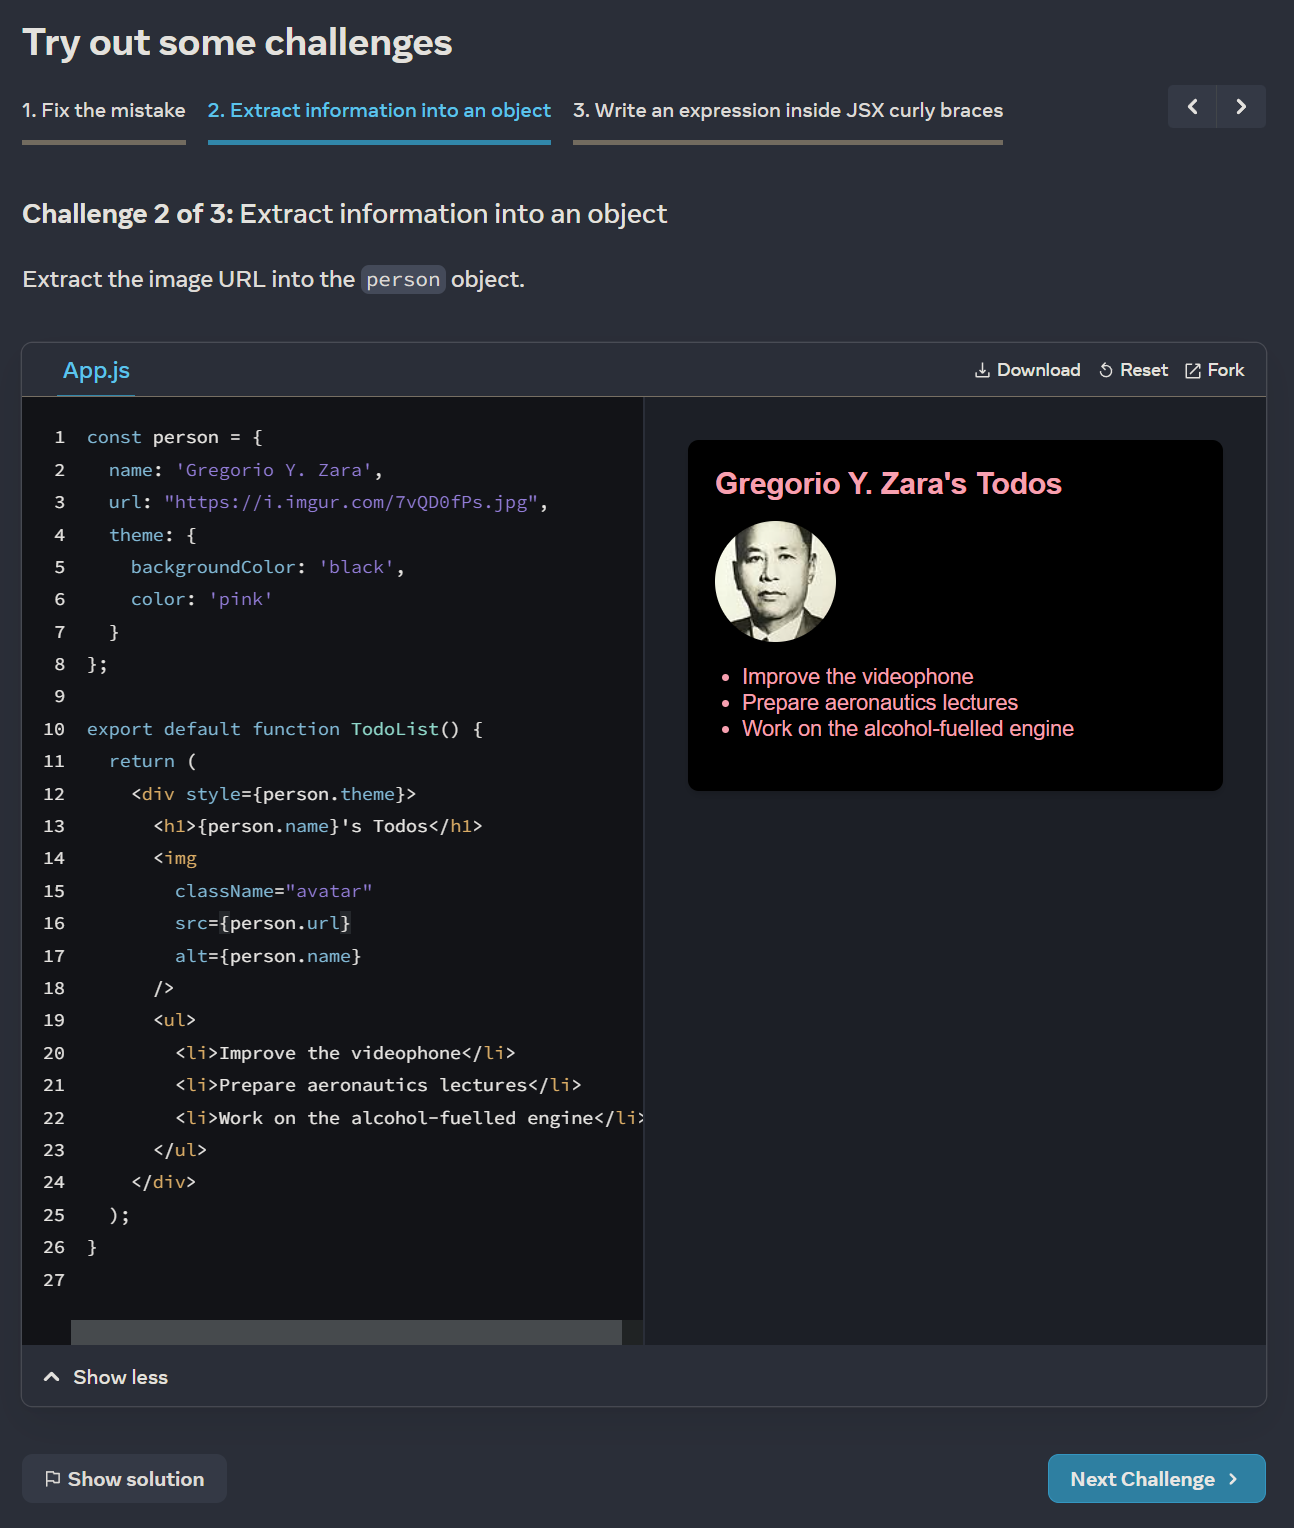 Try out some challenges
1. Fix the mistake
2. Extract information into an object
3. Write an expression inside JSX curly braces
Challenge 2 of 3: Extract information into an object
Extract the image URL into the person object.
App.js
Download
Reset
Fork
1 const person = {
2   name: 'Gregorio Y. Zara',
3   url: "https://i.imgur.com/7vQD0fPs.jpg",
4   theme: {
5     backgroundColor: 'black',
6     color: 'pink'
7   }
8 };
9
10 export default function TodoList() {
11   return (
12     <div style={person.theme}>
13       <h1>{person.name}'s Todos</h1>
14       <img
15         className="avatar"
16         src={person.url}
17         alt={person.name}
18       />
19       <ul>
20         <li>Improve the videophone</li>
21         <li>Prepare aeronautics lectures</li>
22         <li>Work on the alcohol-fuelled engine</li>
23       </ul>
24     </div>
25   );
26 }
27
Gregorio Y. Zara's Todos
• Improve the videophone
• Prepare aeronautics lectures
• Work on the alcohol-fuelled engine
Show less
Show solution
Next Challenge